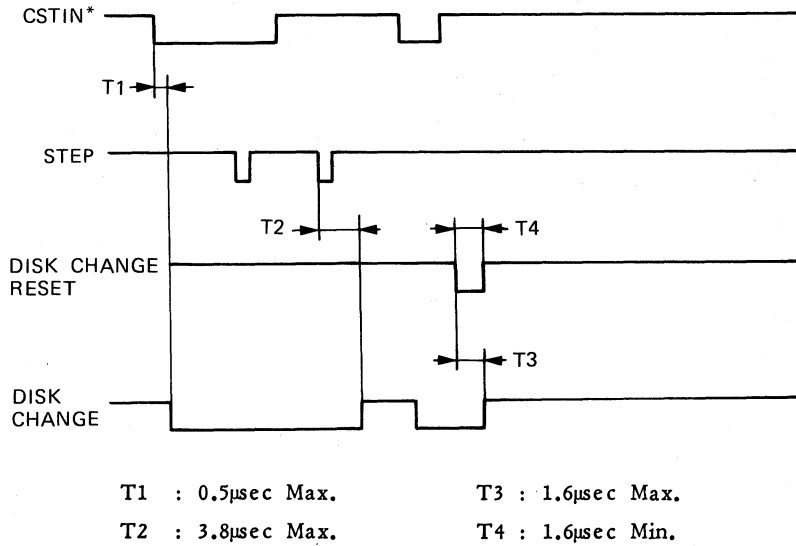 CSTIN*
T1
STEP
T2
T4
DISK CHANGE
RESET
T3
DISK
CHANGE
T1 : 0.5µsec Max.
T3 : 1.6µsec Max.
T2 : 3.8µsec Max.
T4 : 1.6µsec Min.